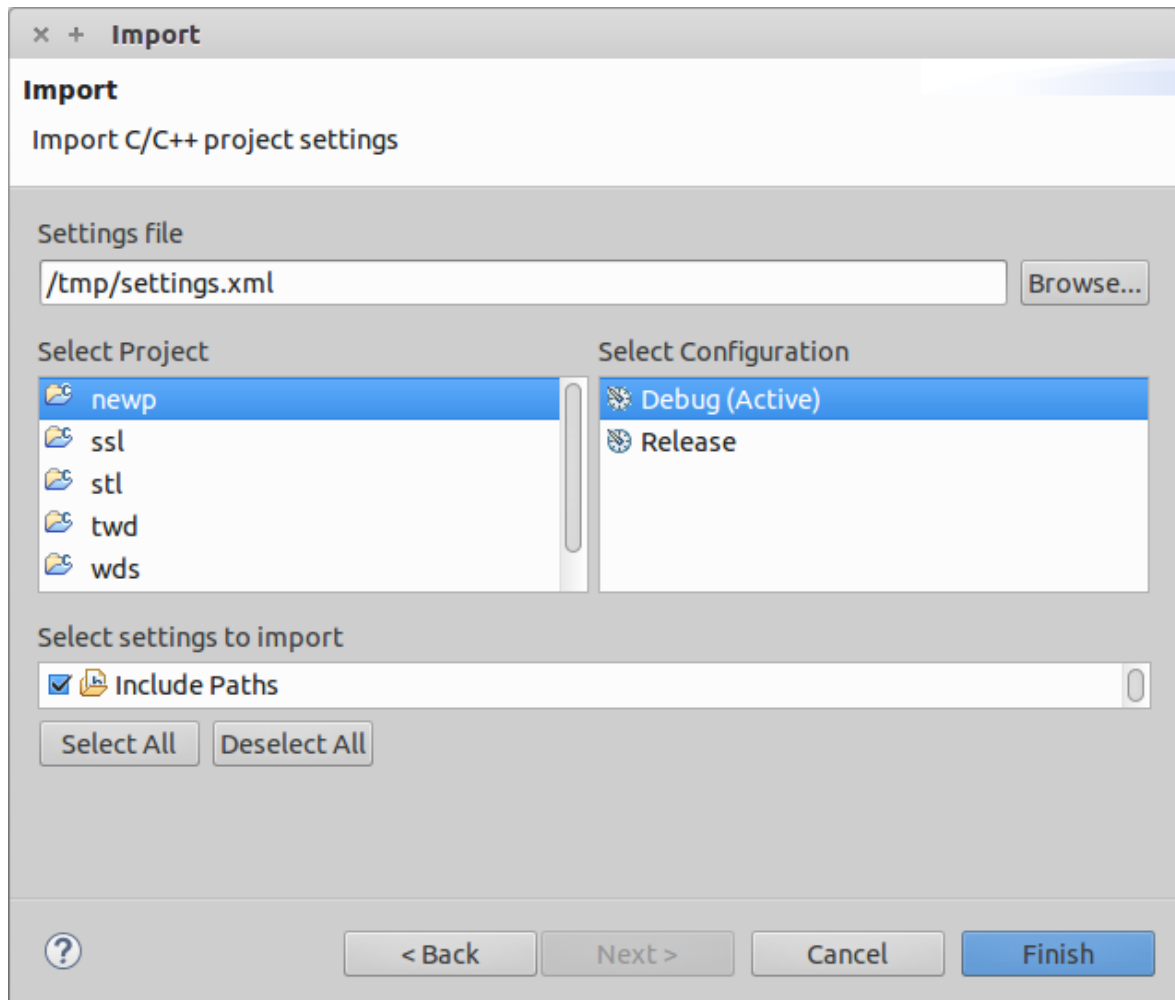 Import
Import
Import C/C++ project settings
Settings file
/tmp/settings.xml Browse...
Select Project Select Configuration
newp Debug (Active)
ssl Release
stl
twd
wds
Select settings to import
Include Paths
Select All Deselect All
< Back Next > Cancel Finish